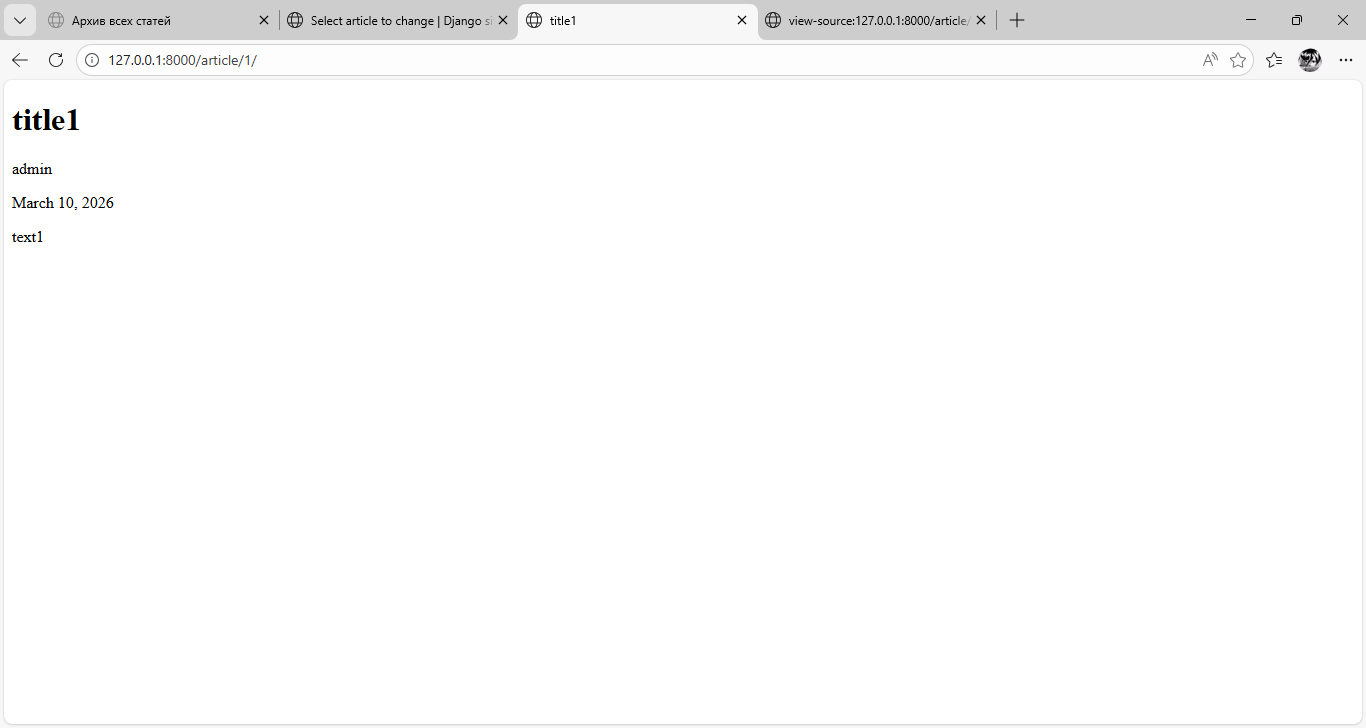 Архив всех статей
Select article to change | Django si
title1
view-source:127.0.0.1:8000/article/
127.0.0.1:8000/article/1/
title1
admin
March 10, 2026
text1